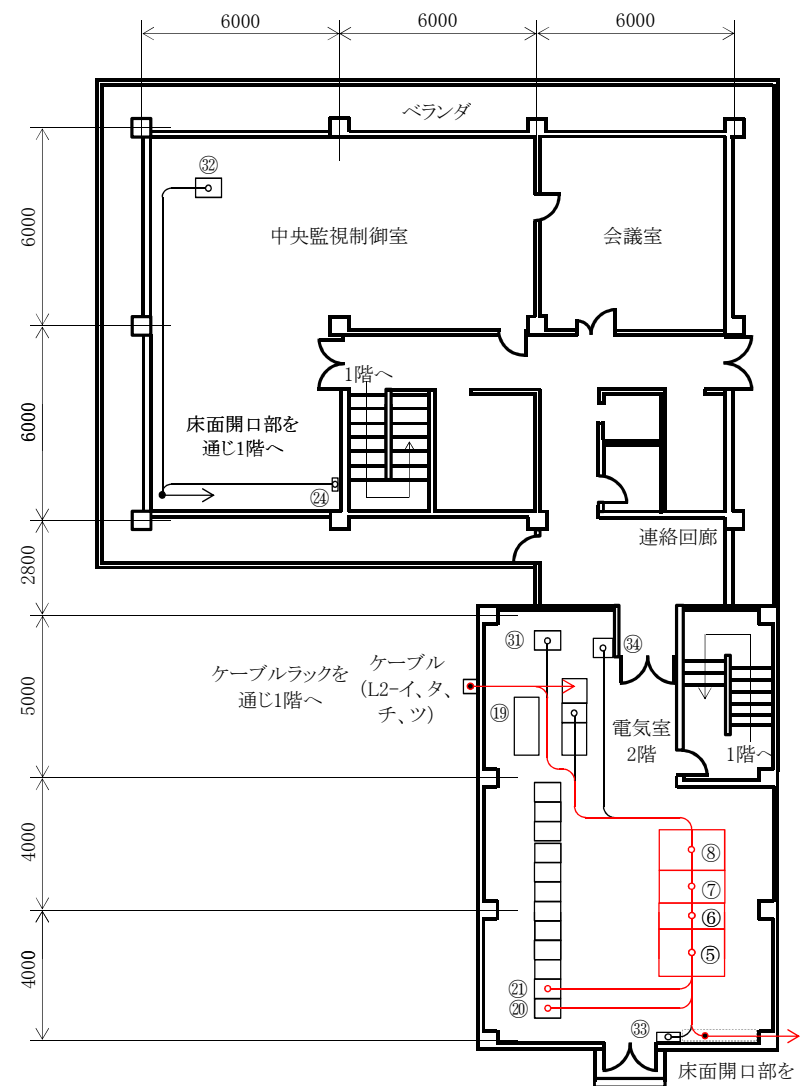 6000 6000 6000
ベランダ
㉜
6000
中央監視制御室
会議室
1階へ
6000
床面開口部を
通じ1階へ
㉔
連絡回廊
2800
㉛
㉞
ケーブルラックを
通じ1階へ
ケーブル
(L2-イ、タ、
チ、ツ)
5000
⑲
電気室
2階
1階へ
4000
⑧
⑦
⑥
⑤
4000
㉑
⑳
㉝
床面開口部を